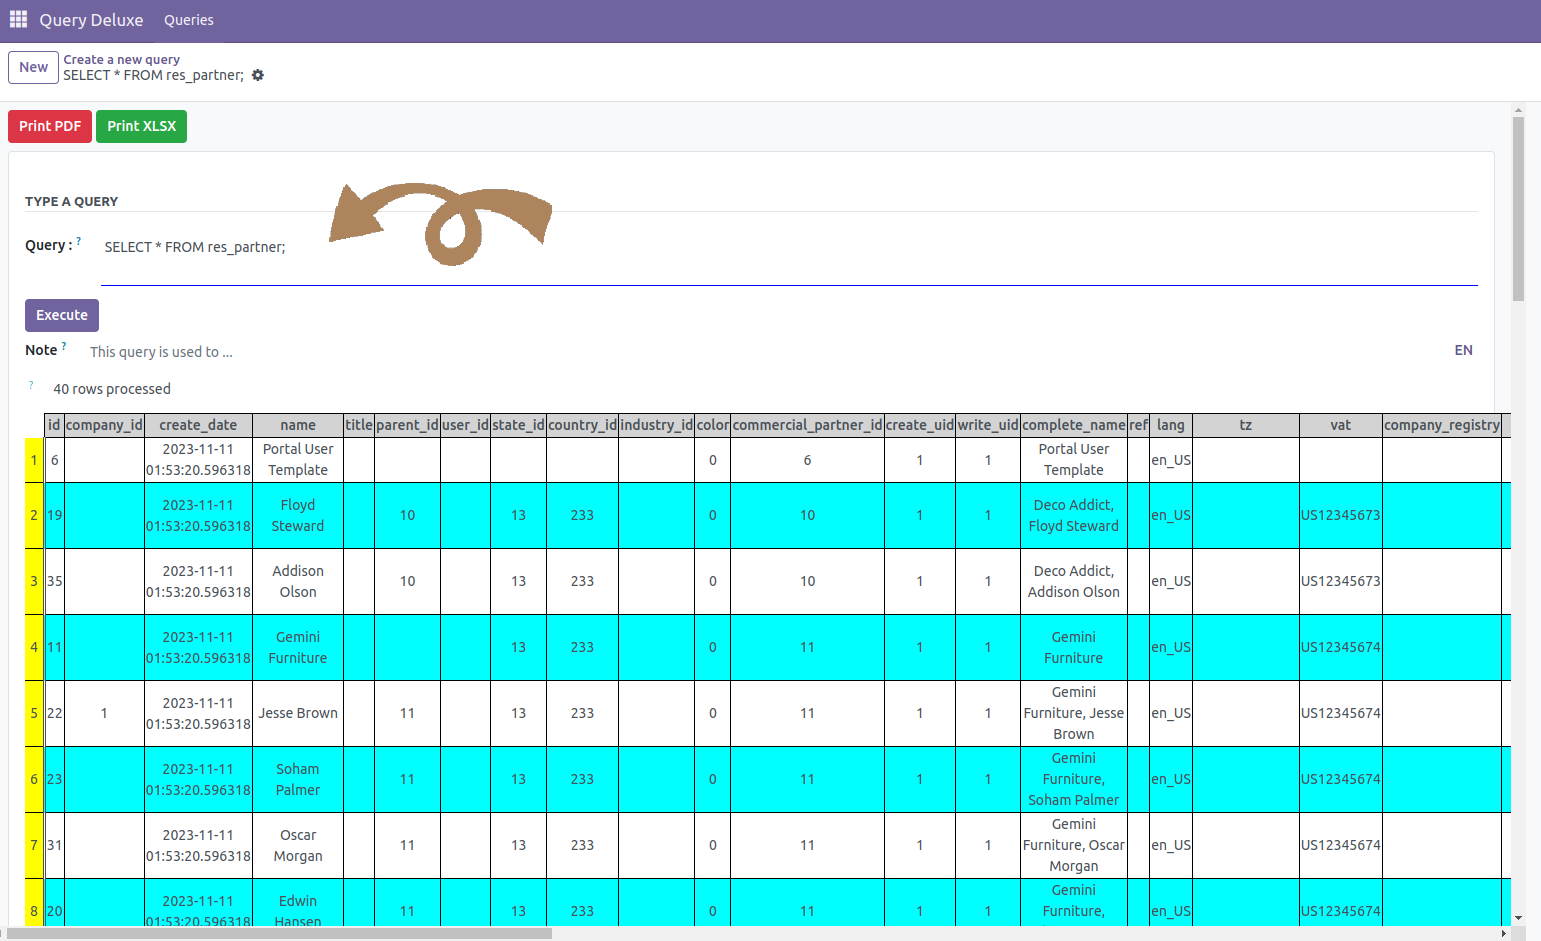 Query Deluxe Queries
New
Create a new query
SELECT * FROM res_partner;
Print PDF Print XLSX
TYPE A QUERY
Query : ? SELECT * FROM res_partner;
Execute
Note ? This query is used to ... EN
? 40 rows processed
id company_id create_date name title parent_id user_id state_id country_id industry_id color commercial_partner_id create_uid write_uid complete_name ref lang tz vat company_registry
1 6 2023-11-11 01:53:20.596318 Portal User Template 0 6 1 1 Portal User Template en_US
2 19 2023-11-11 01:53:20.596318 Floyd Steward 10 13 233 0 10 1 1 Deco Addict, Floyd Steward en_US US12345673
3 35 2023-11-11 01:53:20.596318 Addison Olson 10 13 233 0 10 1 1 Deco Addict, Addison Olson en_US US12345673
4 11 2023-11-11 01:53:20.596318 Gemini Furniture 13 233 0 11 1 1 Gemini Furniture en_US US12345674
5 22 1 2023-11-11 01:53:20.596318 Jesse Brown 11 13 233 0 11 1 1 Gemini Furniture, Jesse Brown en_US US12345674
6 23 2023-11-11 01:53:20.596318 Soham Palmer 11 13 233 0 11 1 1 Gemini Furniture, Soham Palmer en_US US12345674
7 31 2023-11-11 01:53:20.596318 Oscar Morgan 11 13 233 0 11 1 1 Gemini Furniture, Oscar Morgan en_US US12345674
8 20 2023-11-11 01:53:20.596318 Edwin Hansen 11 13 233 0 11 1 1 Gemini Furniture, en_US US12345674